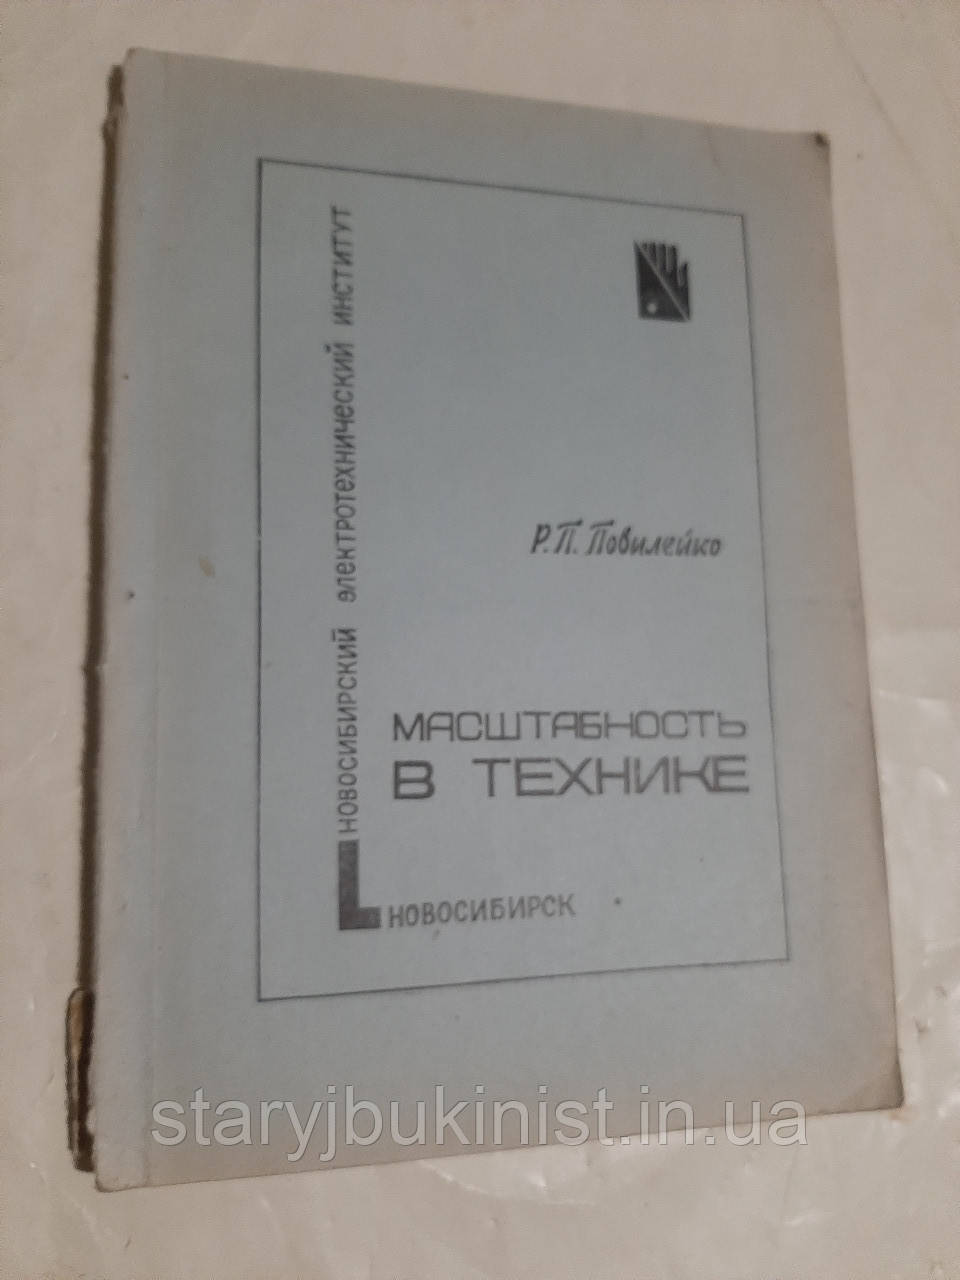 НОВОСИБИРСКИЙ ЭЛЕКТРОТЕХНИЧЕСКИЙ ИНСТИТУТ
Р.П. Повилейко
МАСШТАБНОСТЬ
В ТЕХНИКЕ
НОВОСИБИРСК
staryjbukinist.in.ua